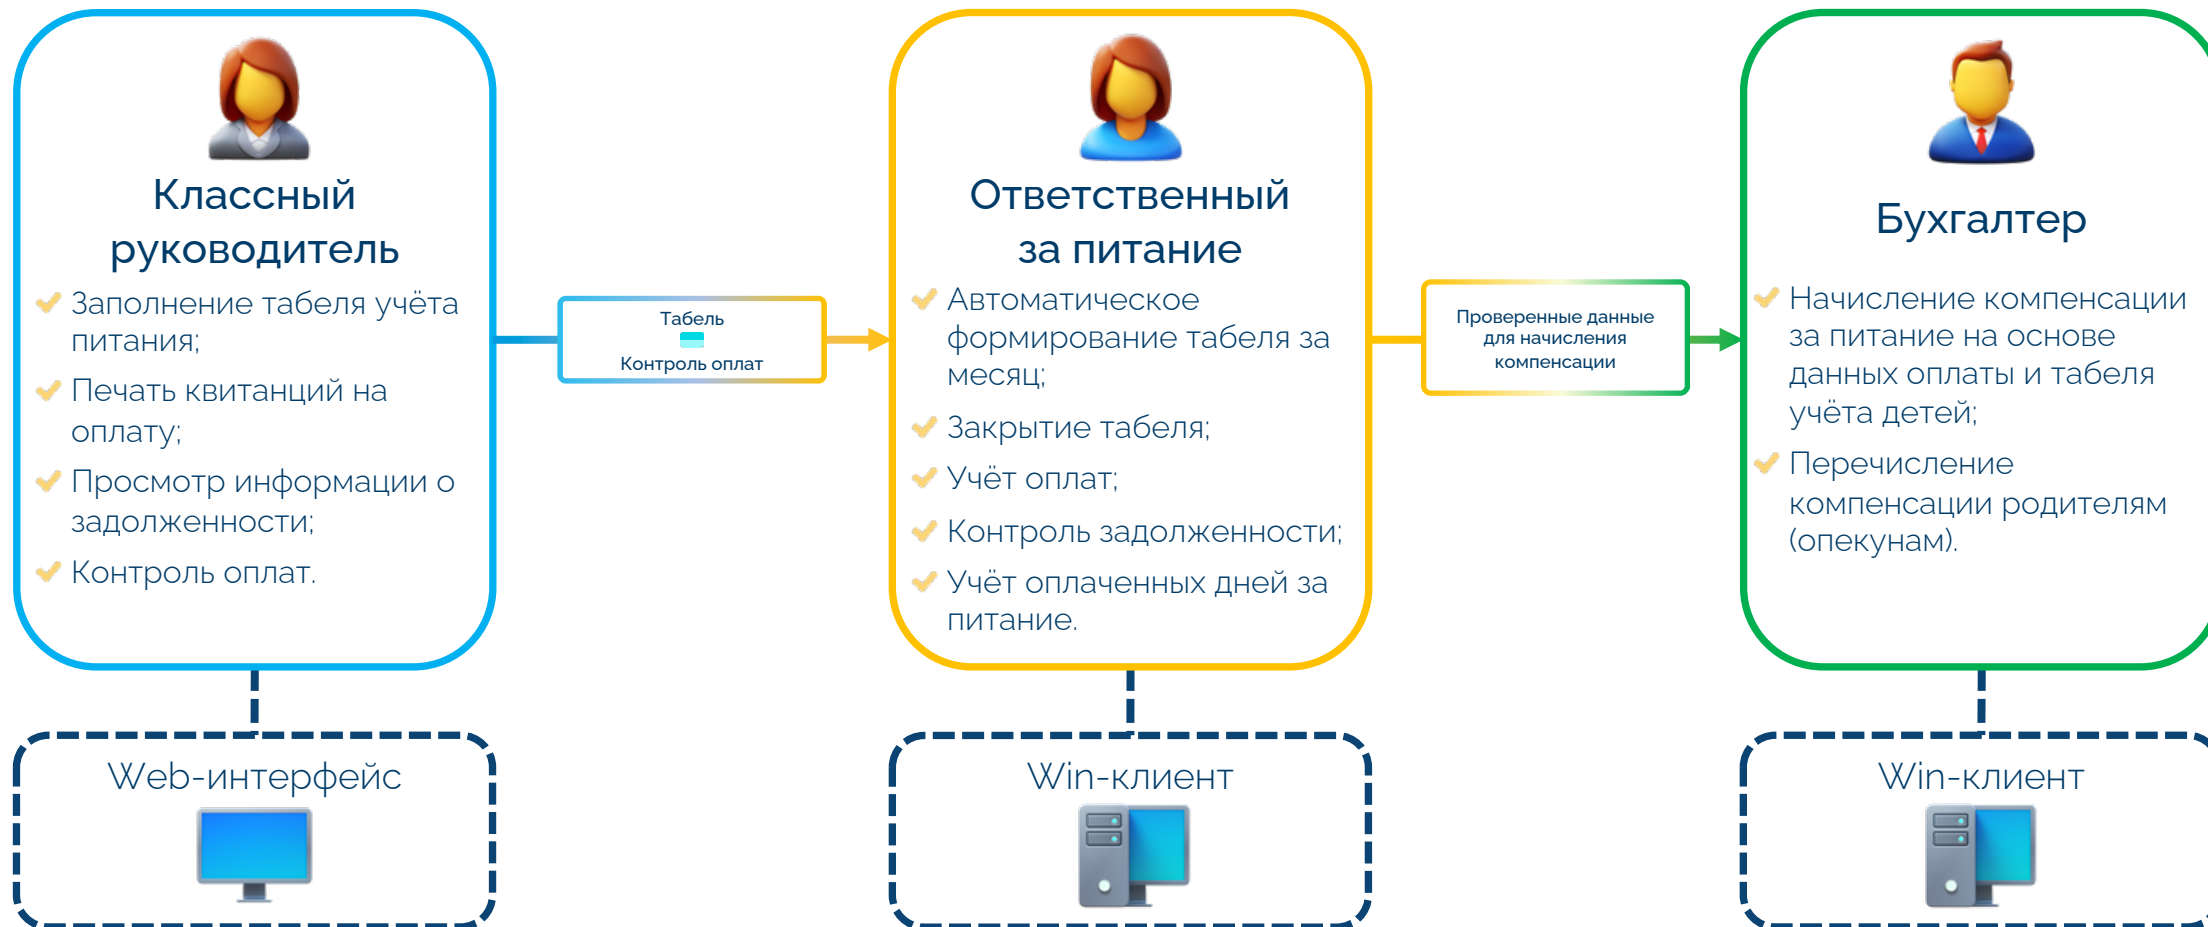 Классный
руководитель
Заполнение табеля учёта
питания;
Печать квитанций на
оплату;
Просмотр информации о
задолженности;
Контроль оплат.
Web-интерфейс
Табель
Контроль оплат
Ответственный
за питание
Автоматическое
формирование табеля за
месяц;
Закрытие табеля;
Учёт оплат;
Контроль задолженности;
Учёт оплаченных дней за
питание.
Win-клиент
Проверенные данные
для начисления
компенсации
Бухгалтер
Начисление компенсации
за питание на основе
данных оплаты и табеля
учёта детей;
Перечисление
компенсации родителям
(опекунам).
Win-клиент